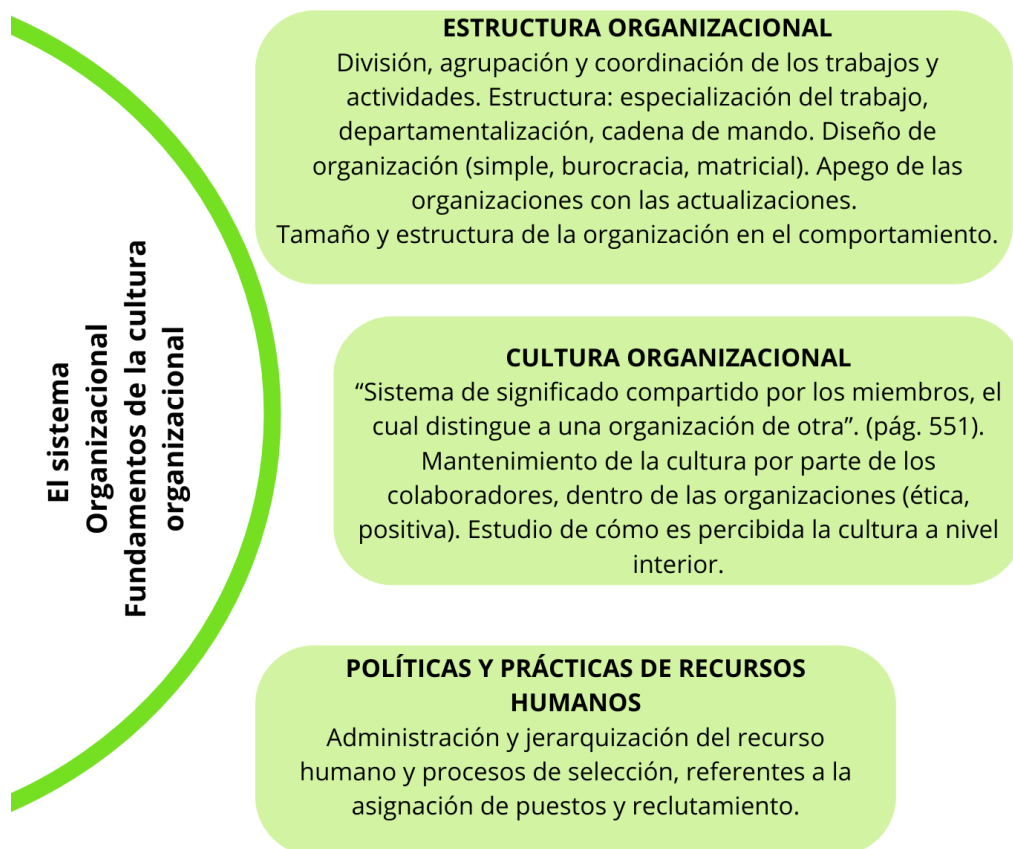 El sistema
Organizacional
Fundamentos de la cultura
organizacional
ESTRUCTURA ORGANIZACIONAL
División, agrupación y coordinación de los trabajos y
actividades. Estructura: especialización del trabajo,
departamentalización, cadena de mando. Diseño de
organización (simple, burocracia, matricial). Apego de las
organizaciones con las actualizaciones.
Tamaño y estructura de la organización en el comportamiento.
CULTURA ORGANIZACIONAL
“Sistema de significado compartido por los miembros, el
cual distingue a una organización de otra”. (pág. 551).
Mantenimiento de la cultura por parte de los
colaboradores, dentro de las organizaciones (ética,
positiva). Estudio de cómo es percibida la cultura a nivel
interior.
POLÍTICAS Y PRÁCTICAS DE RECURSOS
HUMANOS
Administración y jerarquización del recurso
humano y procesos de selección, referentes a la
asignación de puestos y reclutamiento.